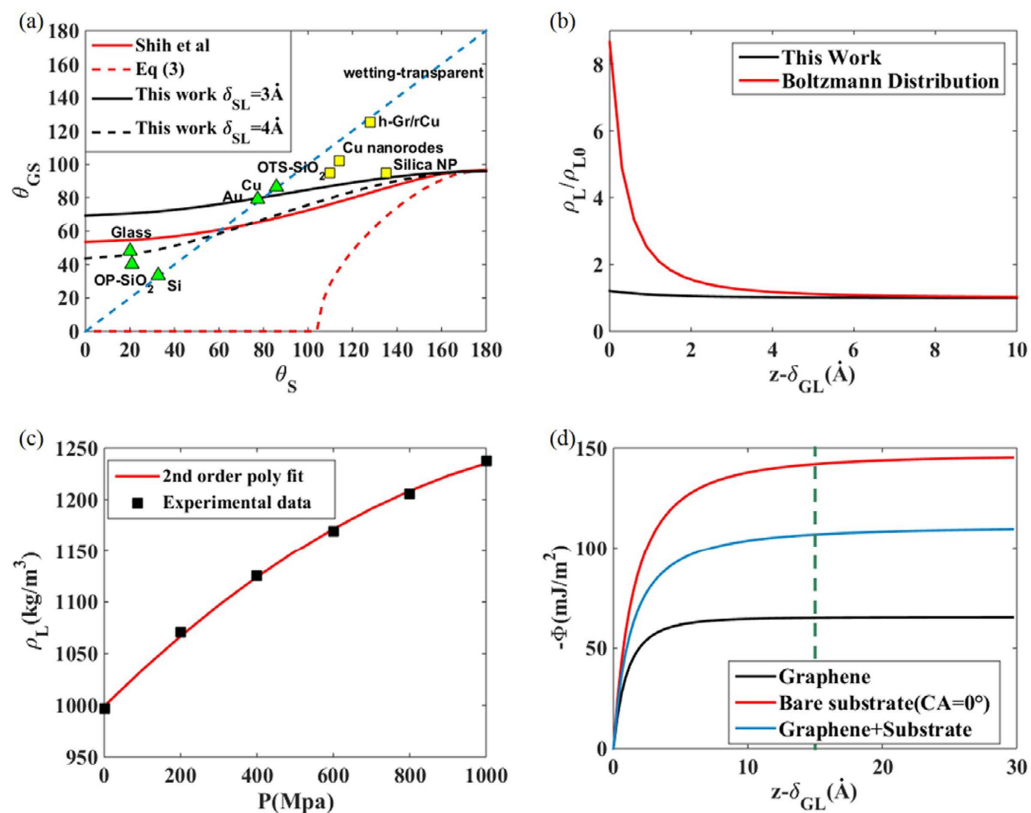 (a)
180
160
140
120
100
80
60
40
20
0
θGS
Shih et al
Eq (3)
This work δSL=3Å
This work δSL=4Å
wetting-transparent
h-Gr/rCu
Cu nanorodes
OTS-SiO2
Silica NP
Cu
Au
Glass
OP-SiO2
Si
0 20 40 60 80 100 120 140 160 180
θS
(b)
8
6
4
2
0
ρL/ρL0
This Work
Boltzmann Distribution
0 2 4 6 8 10
z-δGL(Å)
(c)
1250
1200
1150
1100
1050
1000
950
ρL(kg/m3)
2nd order poly fit
Experimental data
0 200 400 600 800 1000
P(Mpa)
(d)
150
100
50
0
-Φ(mJ/m2)
Graphene
Bare substrate(CA=0°)
Graphene+Substrate
0 10 20 30
z-δGL(Å)